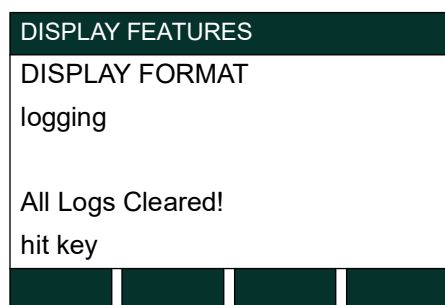 DISPLAY FEATURES
DISPLAY FORMAT
logging
All Logs Cleared!
hit key